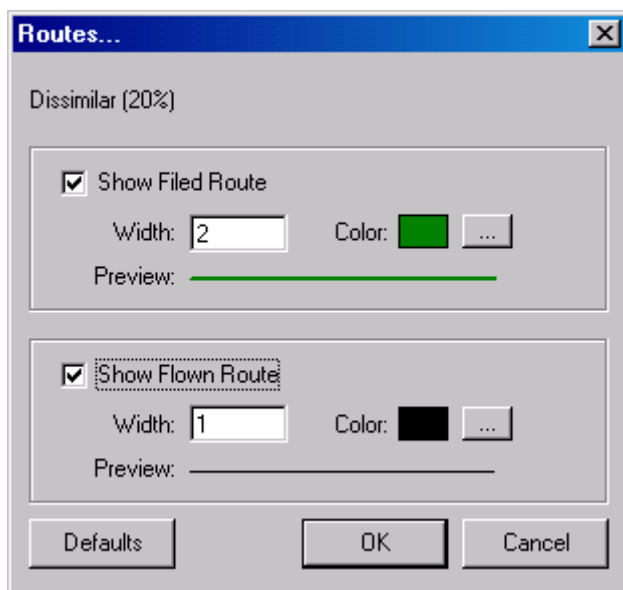 Routes...
Dissimilar (20%)
Show Filed Route
Width: 2 Color: ...
Preview:
Show Flown Route
Width: 1 Color: ...
Preview:
Defaults OK Cancel